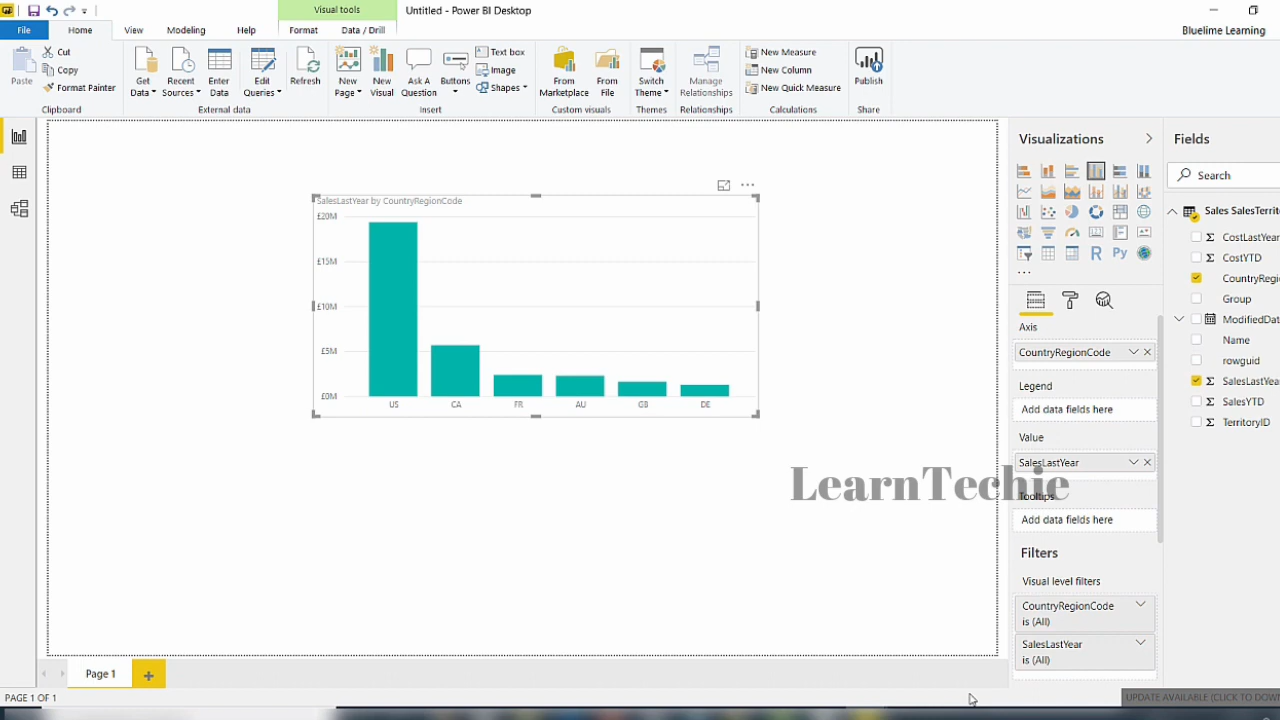 Visual tools
Untitled - Power BI Desktop
File
Home
View
Modeling
Help
Format
Data / Drill
Bluelime Learning
Paste
Cut
Copy
Format Painter
Clipboard
Get Data
Recent Sources
Enter Data
Edit Queries
Refresh
External data
New Page
New Visual
Ask A Question
Buttons
Text box
Image
Shapes
Insert
From Marketplace
From File
Custom visuals
Switch Theme
Themes
Manage Relationships
Relationships
New Measure
New Column
New Quick Measure
Calculations
Publish
Share
SalesLastYear by CountryRegionCode
£20M
£15M
£10M
£5M
£0M
US
CA
FR
AU
GB
DE
Visualizations
R
Py
Axis
CountryRegionCode
Legend
Add data fields here
Value
SalesLastYear
Tooltips
Add data fields here
Filters
Visual level filters
CountryRegionCode
is (All)
SalesLastYear
is (All)
Fields
Search
Sales SalesTerrit
CostLastYear
CostYTD
CountryRegi
Group
ModifiedDat
Name
rowguid
SalesLastYea
SalesYTD
TerritoryID
LearnTechie
Page 1
PAGE 1 OF 1
UPDATE AVAILABLE (CLICK TO DOW